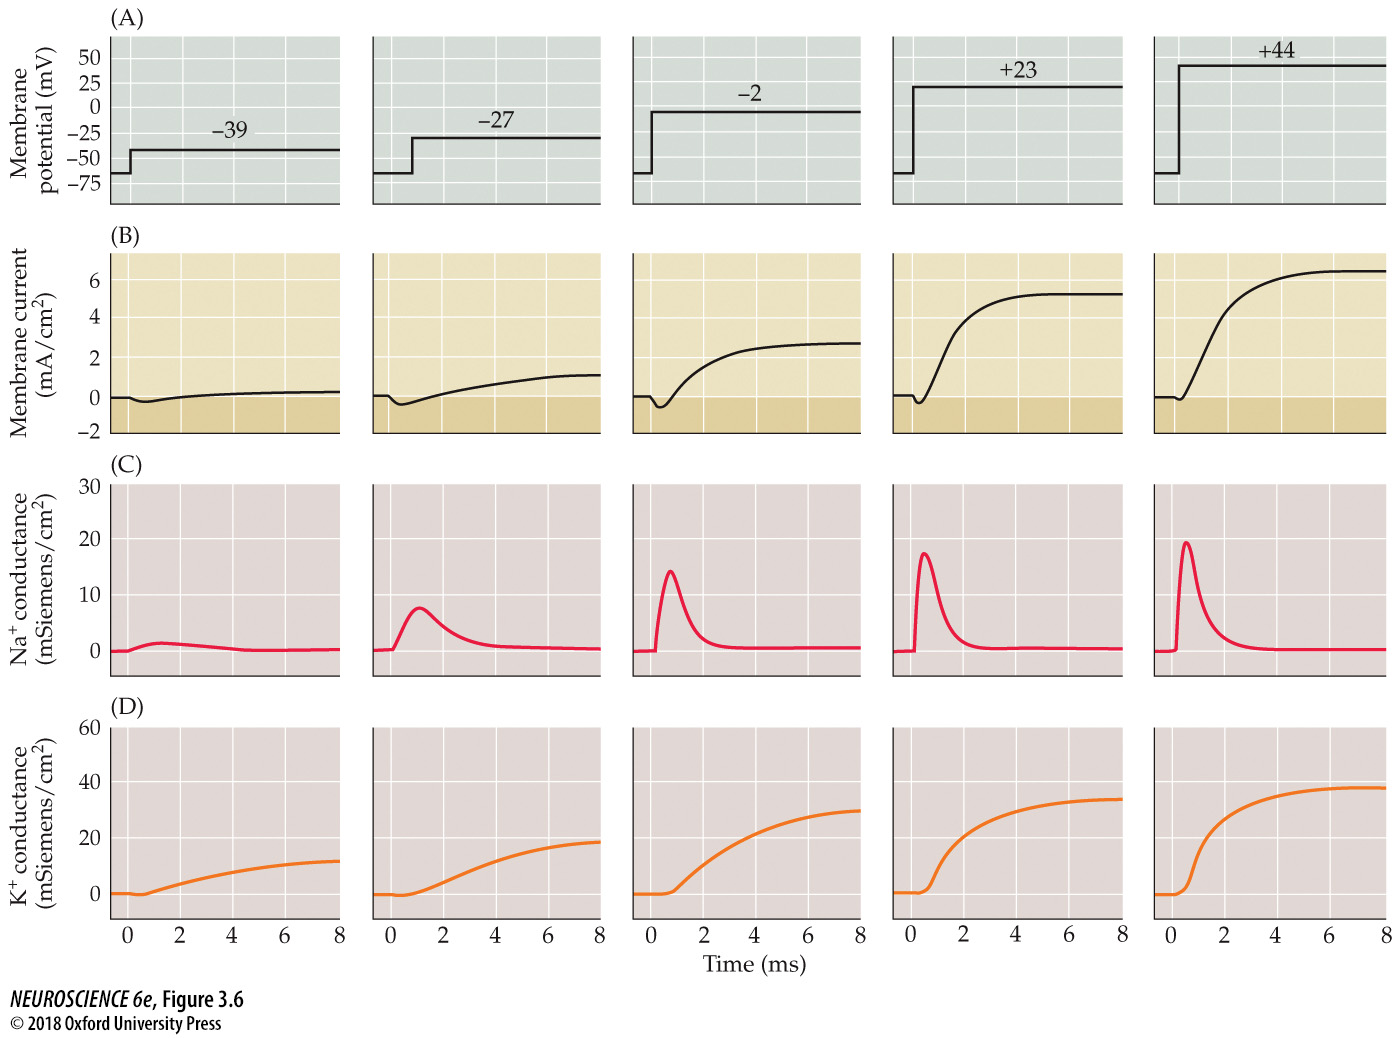 (A)
Membrane
potential (mV)
50
25
0
–25
–50
–75
–39
–27
–2
+23
+44
(B)
Membrane current
(mA/cm2)
6
4
2
0
–2
(C)
Na+ conductance
(mSiemens/cm2)
30
20
10
0
(D)
K+ conductance
(mSiemens/cm2)
60
40
20
0
0 2 4 6 8 0 2 4 6 8 0 2 4 6 8 0 2 4 6 8 0 2 4 6 8
Time (ms)
NEUROSCIENCE 6e, Figure 3.6
© 2018 Oxford University Press